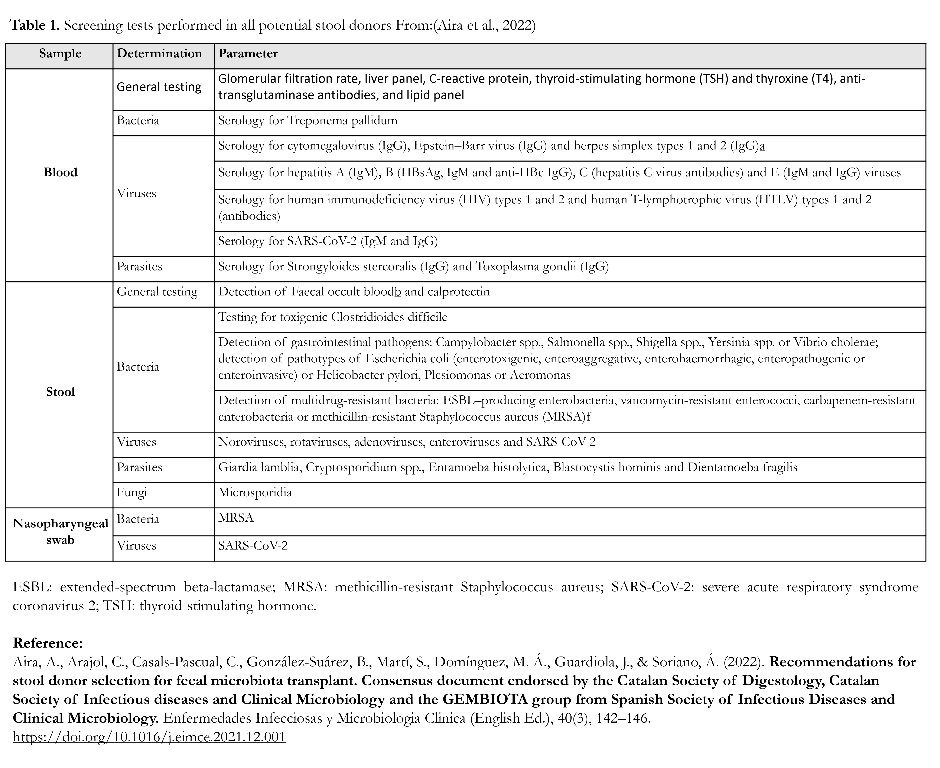 Table 1. Screening tests performed in all potential stool donors From:(Aira et al., 2022)
Sample Determination Parameter
Blood
General testing
Glomerular filtration rate, liver panel, C-reactive protein, thyroid-stimulating hormone (TSH) and thyroxine (T4), anti-
transglutaminase antibodies, and lipid panel
Bacteria
Serology for Treponema pallidum
Viruses
Serology for cytomegalovirus (IgG), Epstein–Barr virus (IgG) and herpes simplex types 1 and 2 (IgG)a
Serology for hepatitis A (IgM), B (HBsAg, IgM and anti-HBc IgG), C (hepatitis C virus antibodies) and E (IgM and IgG) viruses
Serology for human immunodeficiency virus (HIV) types 1 and 2 and human T-lymphotrophic virus (HTLV) types 1 and 2
(antibodies)
Serology for SARS-CoV-2 (IgM and IgG)
Parasites
Serology for Strongyloides stercoralis (IgG) and Toxoplasma gondii (IgG)
Stool
General testing
Detection of Faecal occult bloodb and calprotectin
Bacteria
Testing for toxigenic Clostridioides difficile
Detection of gastrointestinal pathogens: Campylobacter spp., Salmonella spp., Shigella spp., Yersinia spp. or Vibrio cholerae;
detection of pathotypes of Escherichia coli (enterotoxigenic, enteroaggregative, enterohaemorrhagic, enteropathogenic or
enteroinvasive) or Helicobacter pylori, Plesiomonas or Aeromonas
Detection of multidrug-resistant bacteria: ESBL–producing enterobacteria, vancomycin-resistant enterococci, carbapenem-resistant
enterobacteria or methicillin-resistant Staphylococcus aureus (MRSA)f
Viruses
Noroviruses, rotaviruses, adenoviruses, enteroviruses and SARS-CoV-2
Parasites
Giardia lamblia, Cryptosporidium spp., Entamoeba histolytica, Blastocystis hominis and Dientamoeba fragilis
Fungi
Microsporidia
Nasopharyngeal
swab
Bacteria
MRSA
Viruses
SARS-CoV-2
ESBL: extended-spectrum beta-lactamase; MRSA: methicillin-resistant Staphylococcus aureus; SARS-CoV-2: severe acute respiratory syndrome
coronavirus 2; TSH: thyroid stimulating hormone.
Reference:
Aira, A., Arajol, C., Casals-Pascual, C., González-Suárez, B., Martí, S., Domínguez, M. Á., Guardiola, J., & Soriano, Á. (2022). Recommendations for
stool donor selection for fecal microbiota transplant. Consensus document endorsed by the Catalan Society of Digestology, Catalan
Society of Infectious diseases and Clinical Microbiology and the GEMBIOTA group from Spanish Society of Infectious Diseases and
Clinical Microbiology. Enfermedades Infecciosas y Microbiologia Clinica (English Ed.), 40(3), 142–146.
https://doi.org/10.1016/j.eimce.2021.12.001